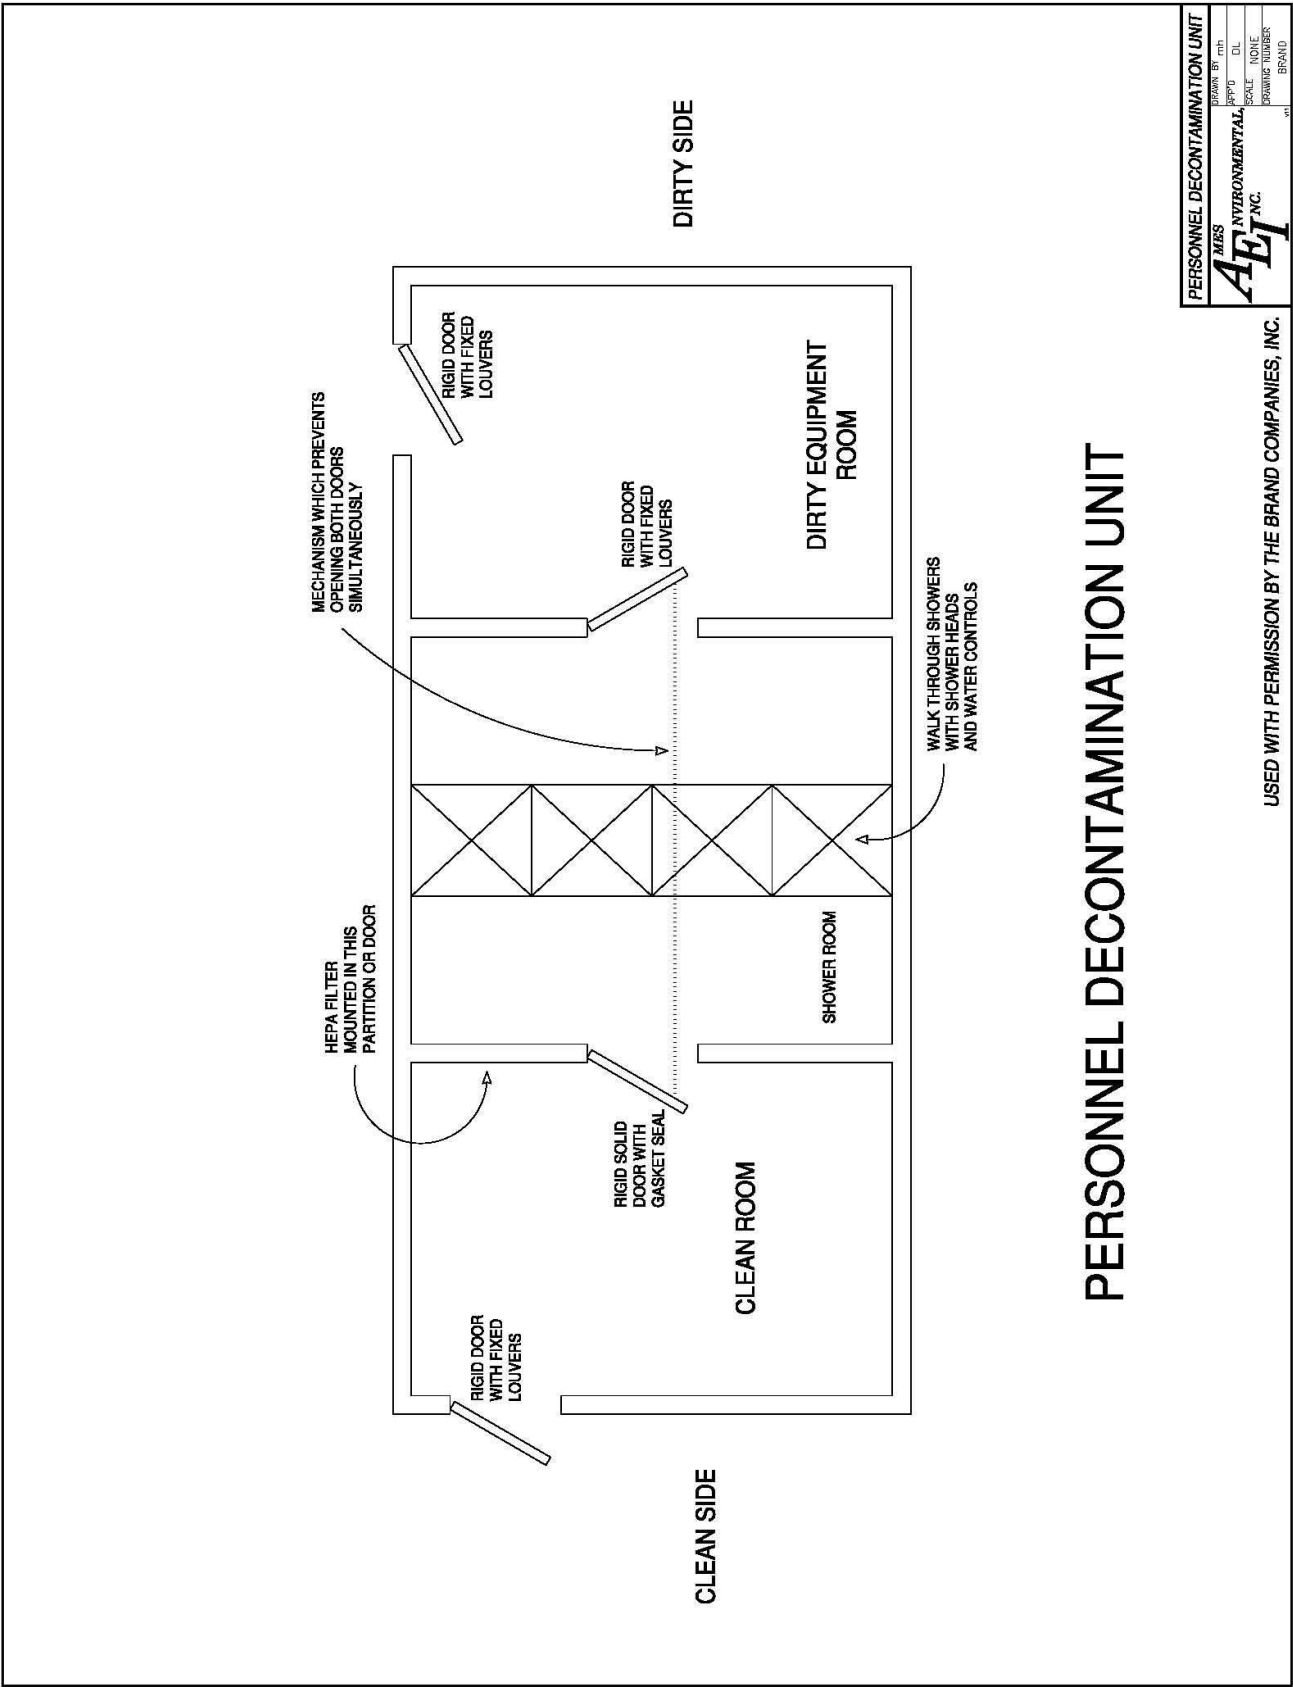 HEPA FILTER
MOUNTED IN THIS
PARTITION OR DOOR
MECHANISM WHICH PREVENTS
OPENING BOTH DOORS
SIMULTANEOUSLY
RIGID DOOR
WITH FIXED
LOUVERS
RIGID DOOR
WITH FIXED
LOUVERS
RIGID SOLID
DOOR WITH
GASKET SEAL
RIGID DOOR
WITH FIXED
LOUVERS
CLEAN SIDE
CLEAN ROOM
SHOWER ROOM
DIRTY EQUIPMENT
ROOM
DIRTY SIDE
WALK THROUGH SHOWERS
WITH SHOWER HEADS
AND WATER CONTROLS
PERSONNEL DECONTAMINATION UNIT
USED WITH PERMISSION BY THE BRAND COMPANIES, INC.
PERSONNEL DECONTAMINATION UNIT
AMES
ENVIRONMENTAL,
INC.
DRAWN BY mh
APP'D DL
SCALE NONE
DRAWING NUMBER
BRAND